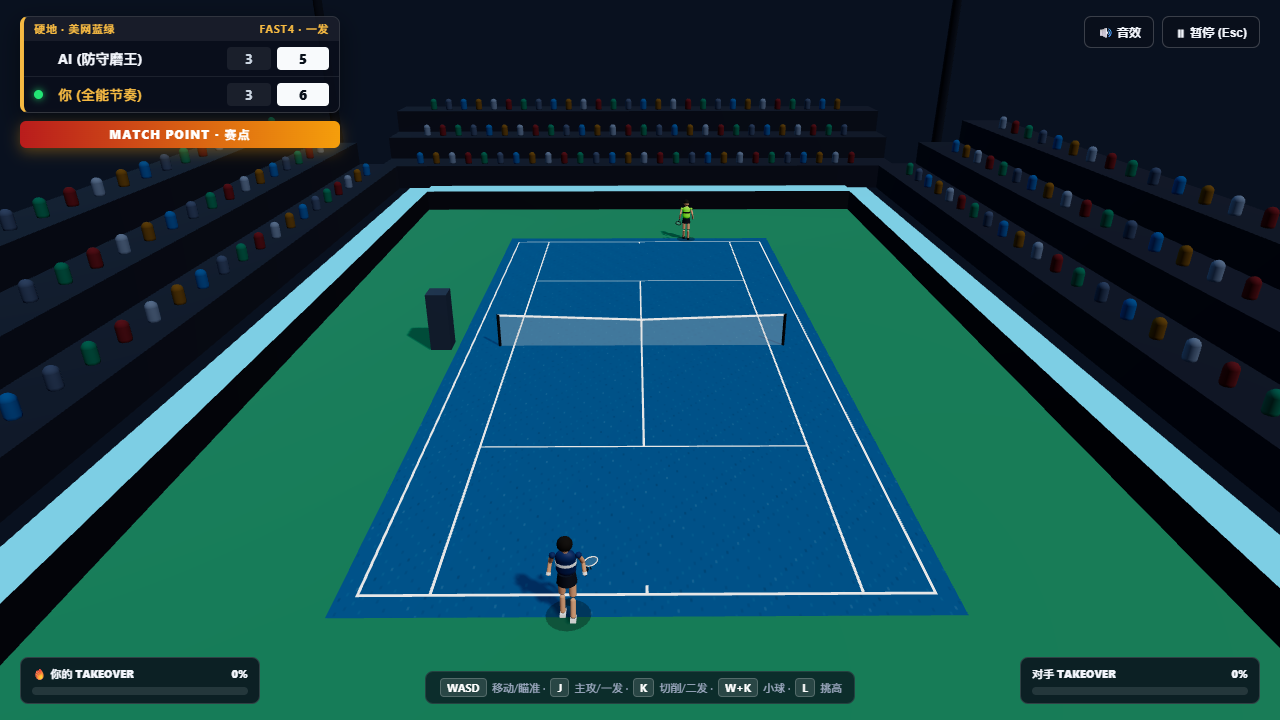 硬地 · 美网蓝绿 FAST4 · 一发
AI (防守磨王) 3 5
你 (全能节奏) 3 6
MATCH POINT · 赛点
音效
暂停 (Esc)
你的 TAKEOVER 0%
WASD 移动/瞄准 · J 主攻/一发 · K 切削/二发 · W+K 小球 · L 挑高
对手 TAKEOVER 0%